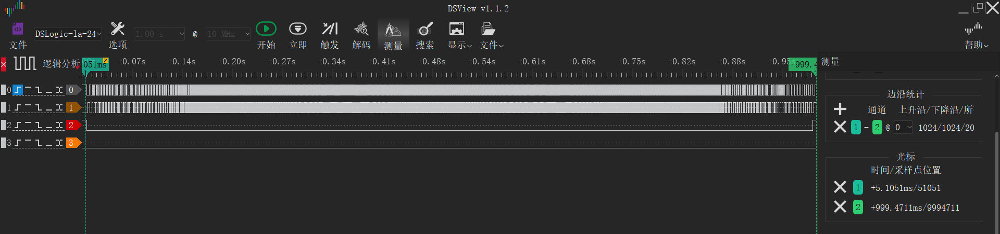 DSView v1.1.2
文件 DSLogic-la-24 选项 1.00 s @ 10 MHz 开始 立即 触发 解码 测量 搜索 显示 文件 帮助
逻辑分析 051ms +0.07s +0.14s +0.20s +0.27s +0.34s +0.41s +0.48s +0.54s +0.61s +0.68s +0.75s +0.82s +0.88s +0.95s +999.4
0 0
1 1
2 2
3 3
测量
边沿统计
通道 上升沿/下降沿/所
1 - 2 @ 0 1024/1024/20
光标
时间/采样点位置
1 +5.1051ms/51051
2 +999.4711ms/9994711